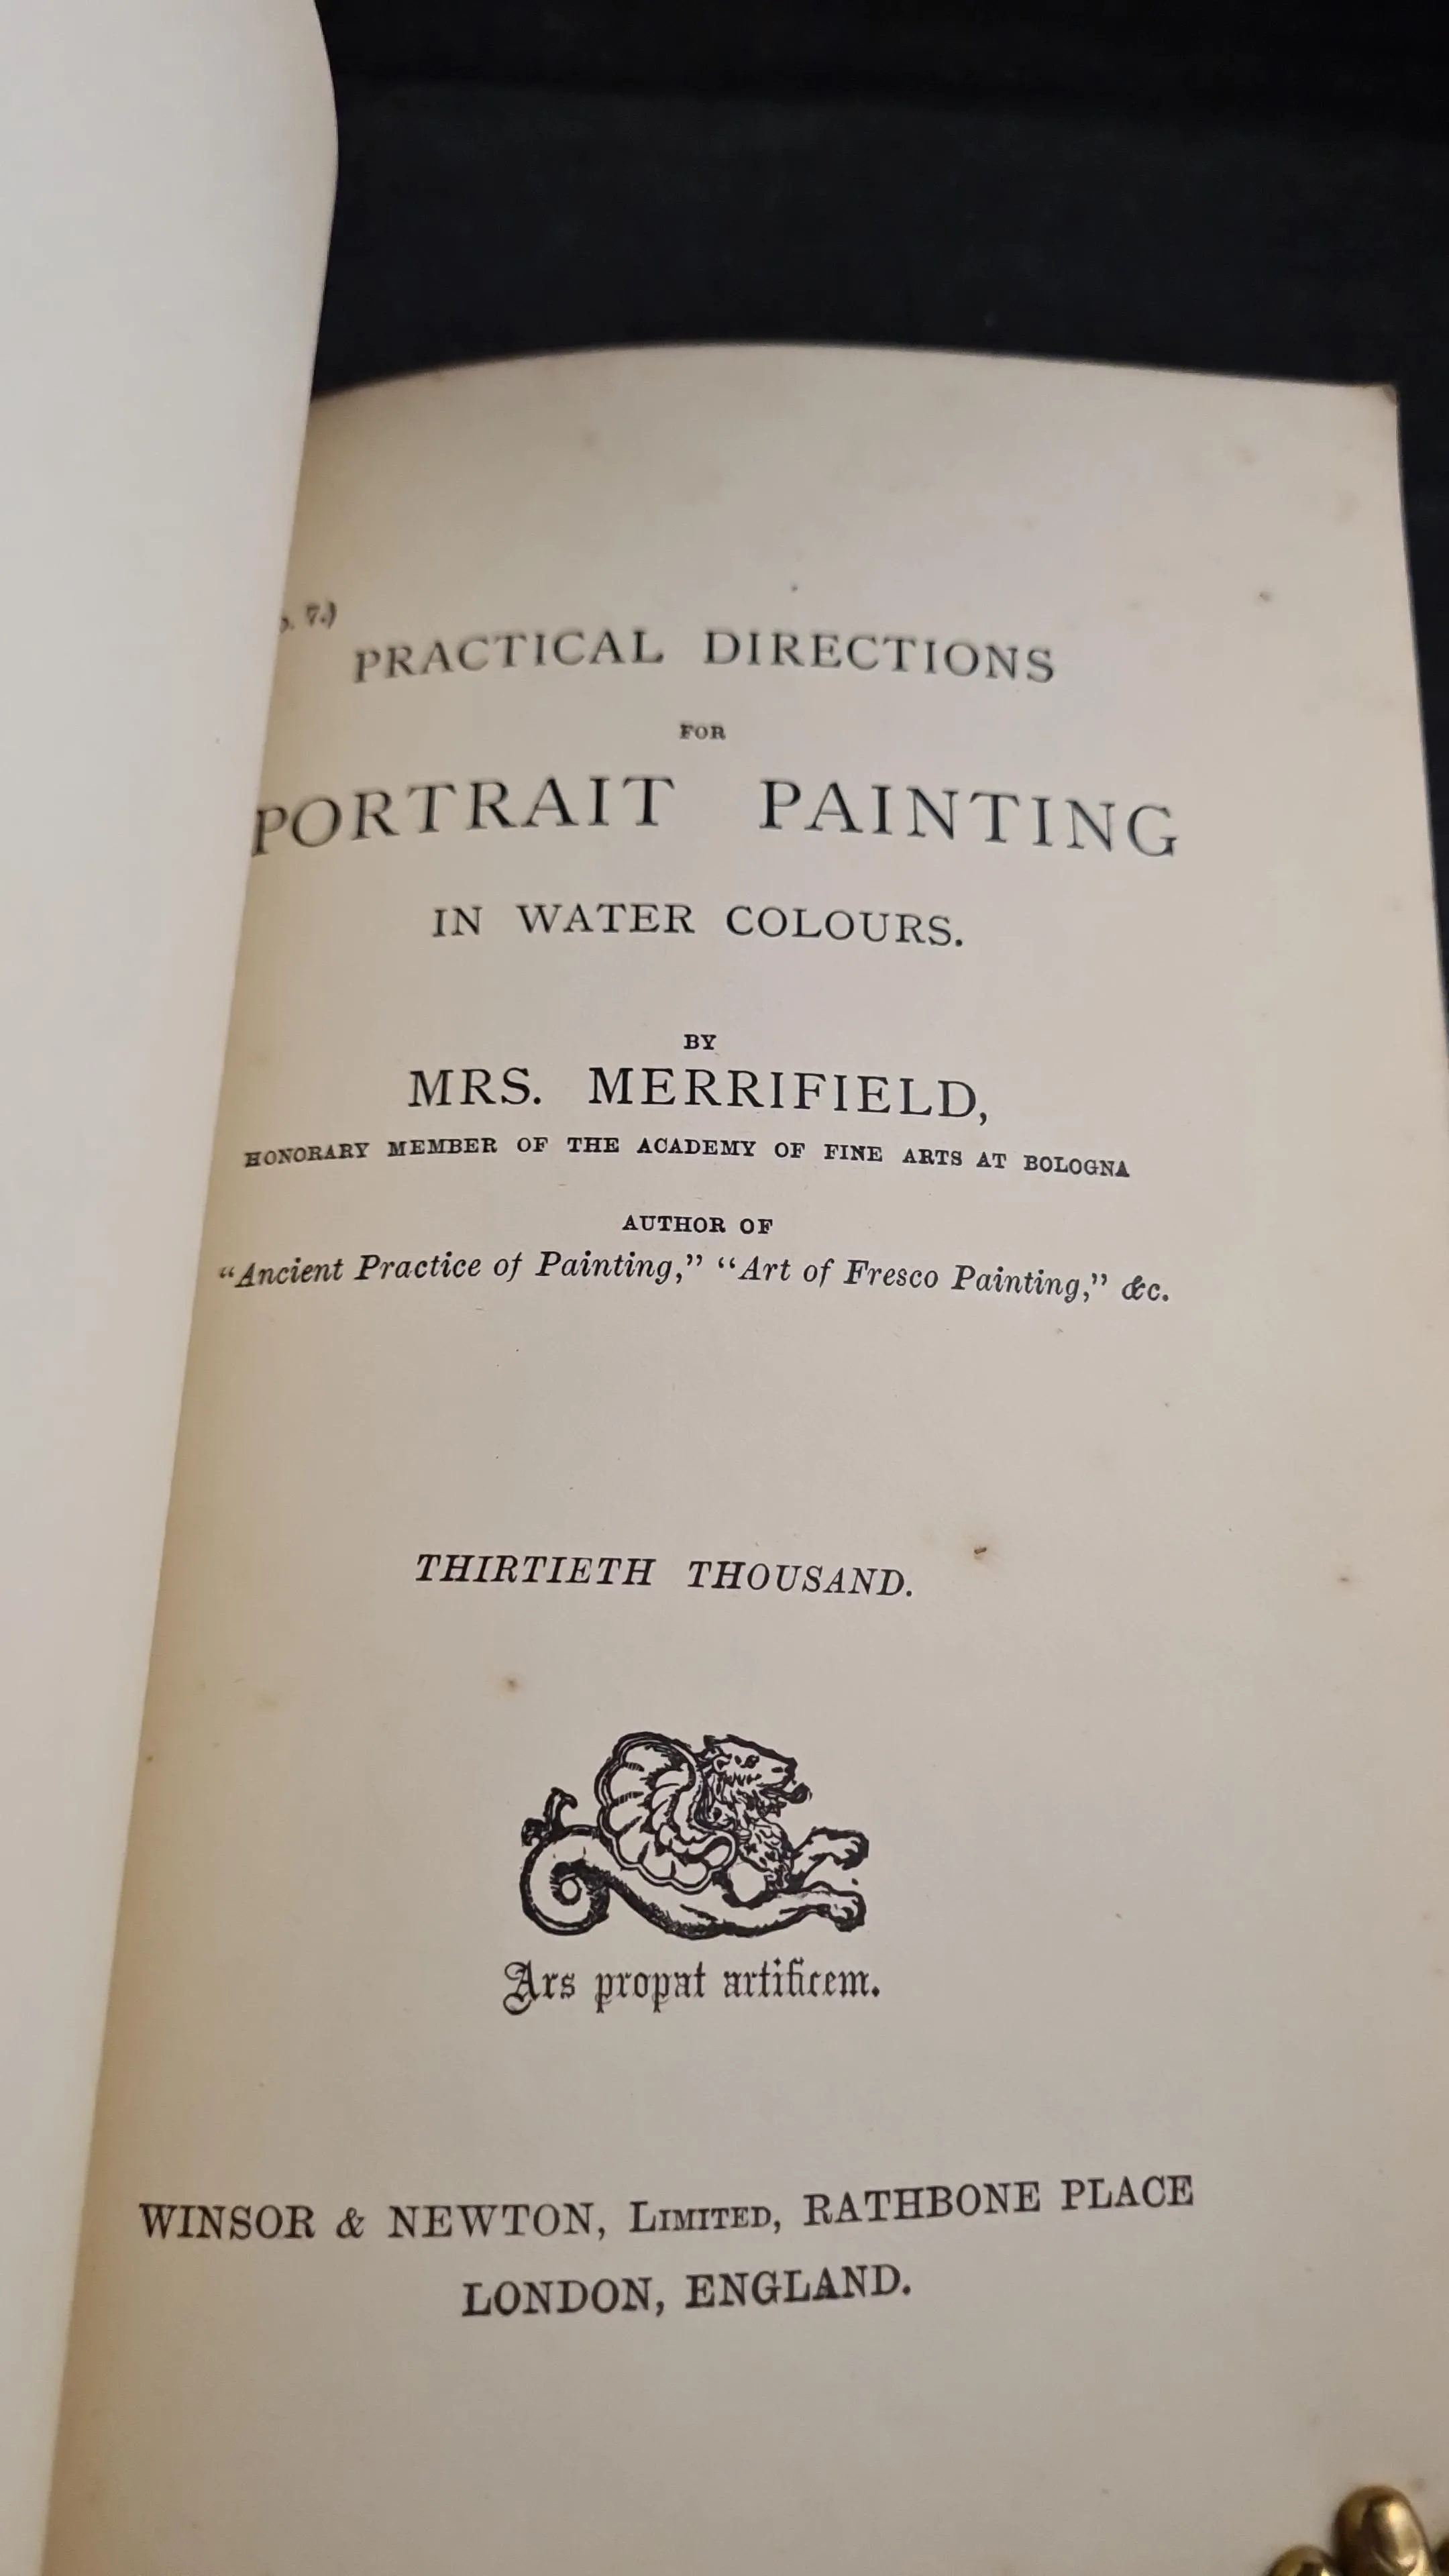 7.)
PRACTICAL DIRECTIONS
FOR
PORTRAIT PAINTING
IN WATER COLOURS.
BY
MRS. MERRIFIELD,
HONORARY MEMBER OF THE ACADEMY OF FINE ARTS AT BOLOGNA
AUTHOR OF
“Ancient Practice of Painting,” “Art of Fresco Painting,” &c.
THIRTIETH THOUSAND.
Ars propat artificem.
WINSOR & NEWTON, LIMITED, RATHBONE PLACE
LONDON, ENGLAND.